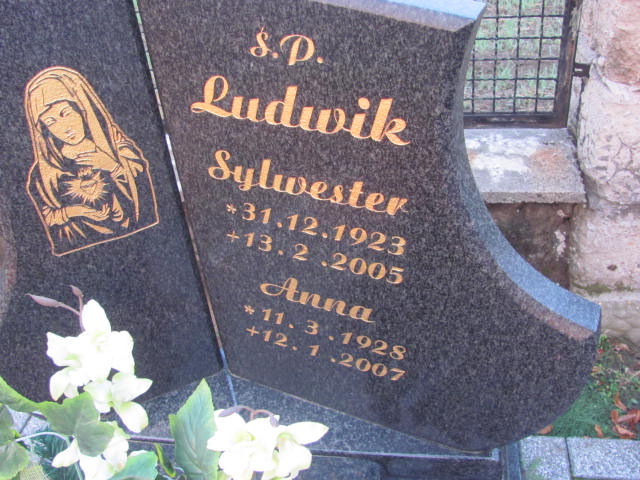 Ś.P.
Ludwik
Sylwester
*31.12.1923
+13.2.2005
Anna
*11.3.1928
+12.1.2007